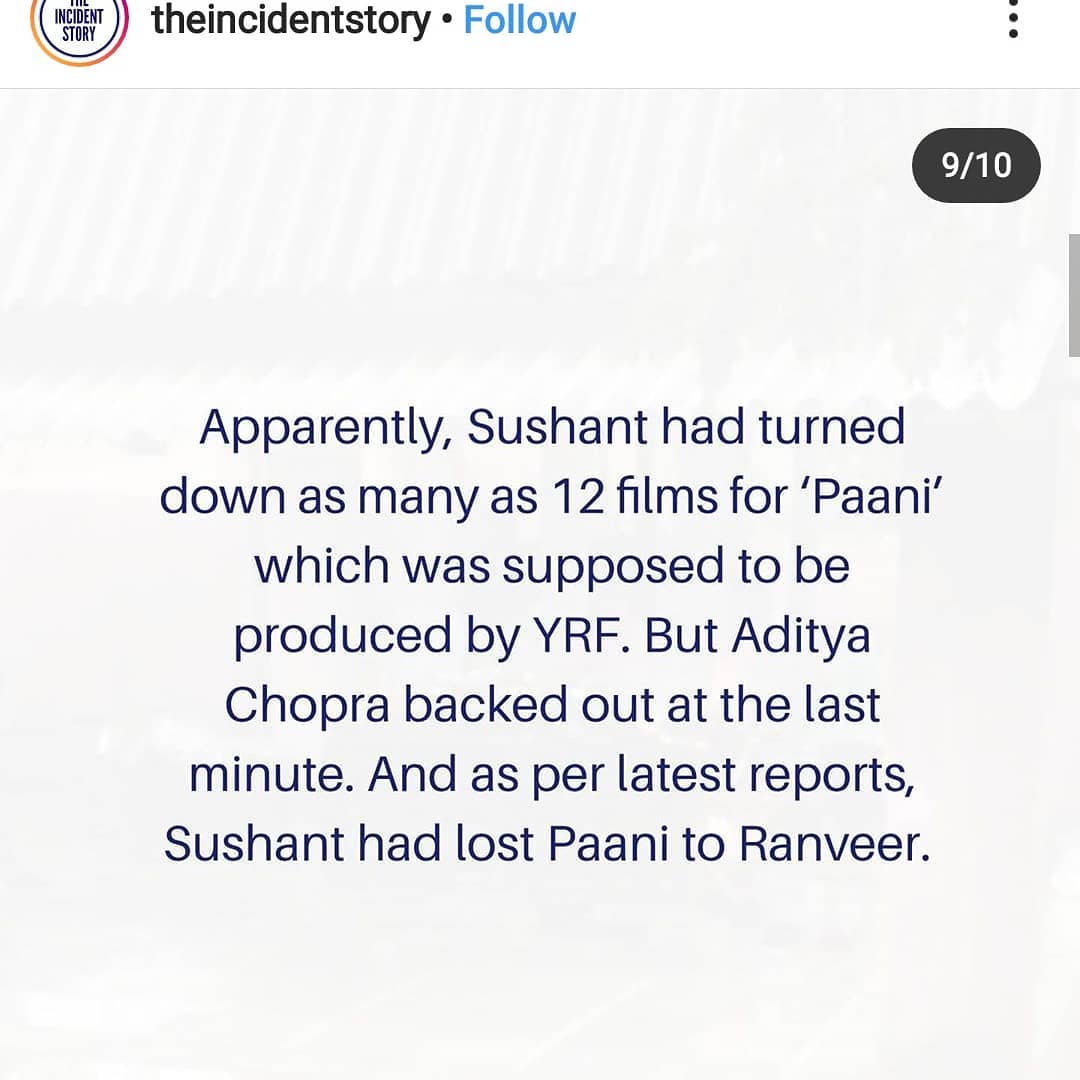 THE
INCIDENT
STORY
theincidentstory • Follow
9/10
Apparently, Sushant had turned
down as many as 12 films for ‘Paani’
which was supposed to be
produced by YRF. But Aditya
Chopra backed out at the last
minute. And as per latest reports,
Sushant had lost Paani to Ranveer.